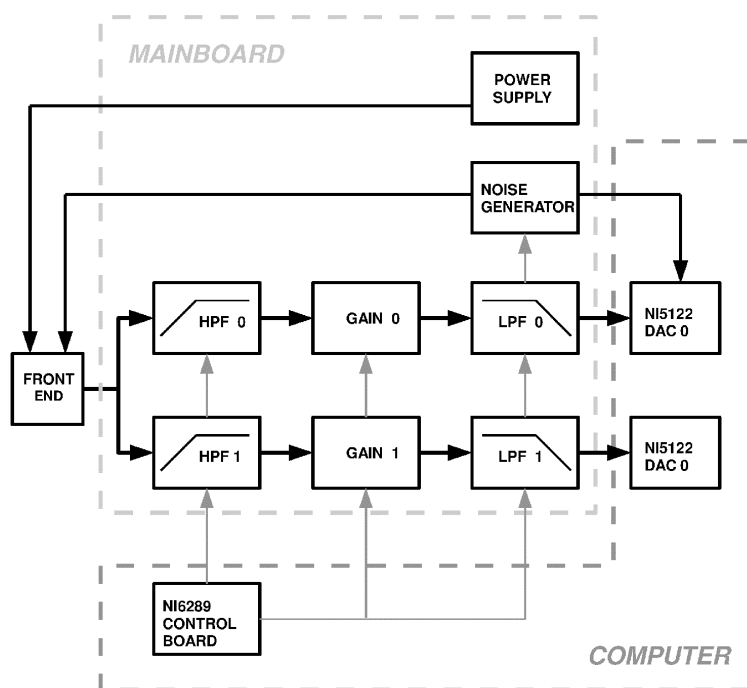 MAINBOARD
POWER
SUPPLY
NOISE
GENERATOR
HPF 0
GAIN 0
LPF 0
NI5122
DAC 0
FRONT
END
HPF 1
GAIN 1
LPF 1
NI5122
DAC 0
NI6289
CONTROL
BOARD
COMPUTER